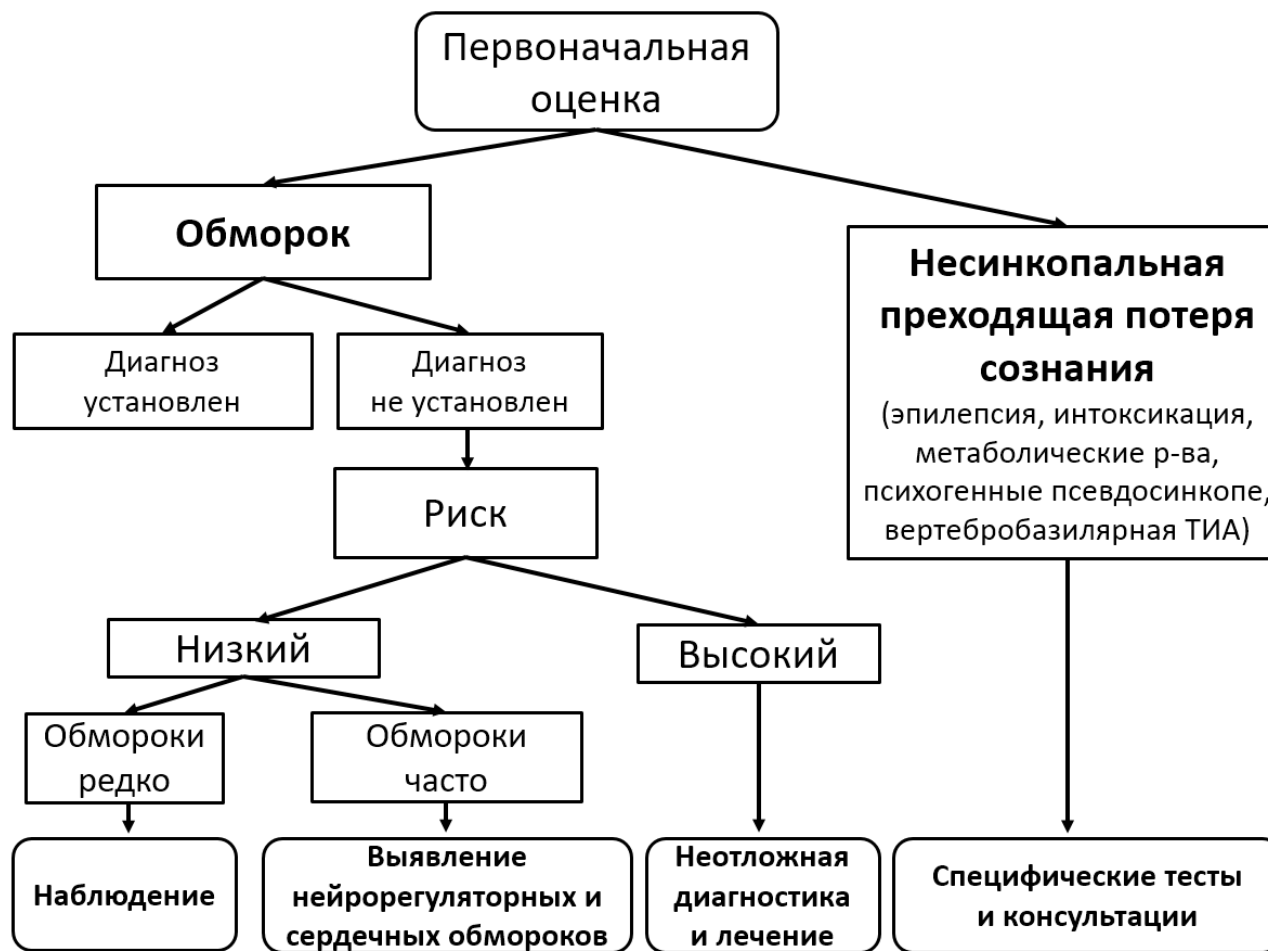 Первоначальная
оценка
Обморок
Несинкопальная
преходящая потеря
сознания
(эпилепсия, интоксикация,
метаболические р-ва,
психогенные псевдосинкопе,
вертебробазилярная ТИА)
Диагноз
установлен
Диагноз
не установлен
Риск
Низкий
Высокий
Обмороки
редко
Обмороки
часто
Наблюдение
Выявление
нейрорегуляторных и
сердечных обмороков
Неотложная
диагностика
и лечение
Специфические тесты
и консультации